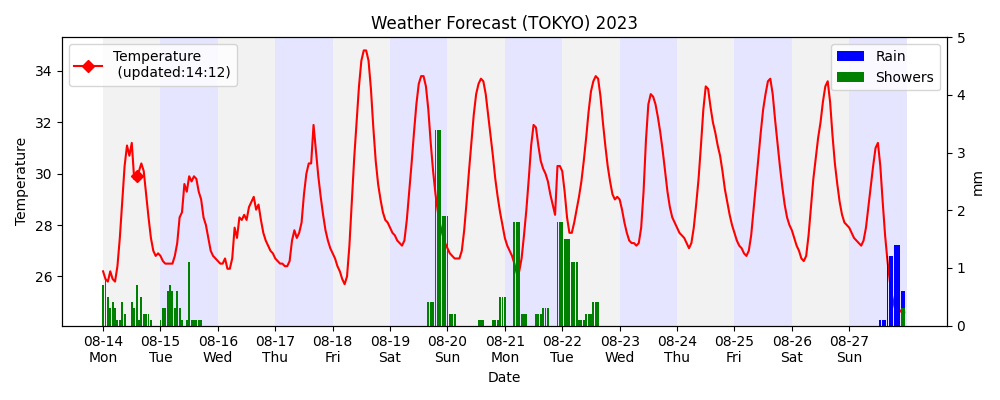 Weather Forecast (TOKYO) 2023
Temperature
(updated:14:12)
Rain
Showers
Temperature
34
32
30
28
26
5
4
3
2
1
0
mm
08-14 08-15 08-16 08-17 08-18 08-19 08-20 08-21 08-22 08-23 08-24 08-25 08-26 08-27
Mon Tue Wed Thu Fri Sat Sun Mon Tue Wed Thu Fri Sat Sun
Date